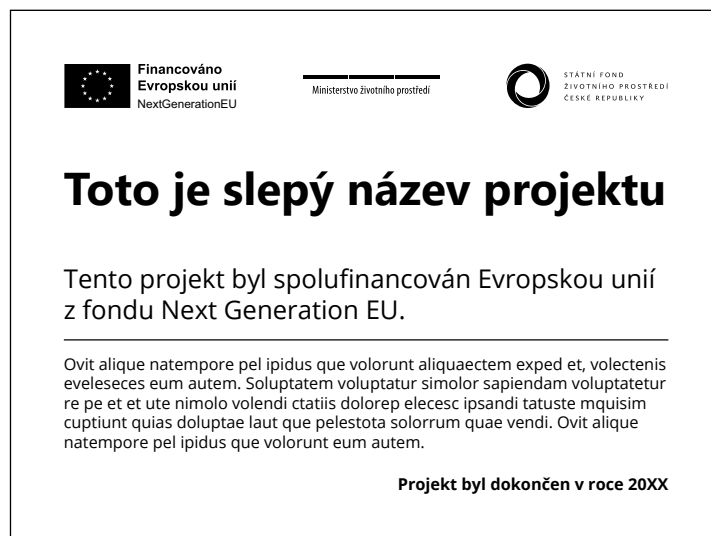 Financováno
Evropskou unií
NextGenerationEU
Ministerstvo životního prostředí
STÁTNÍ FOND
ŽIVOTNÍHO PROSTŘEDÍ
ČESKÉ REPUBLIKY
Toto je slepý název projektu
Tento projekt byl spolufinancován Evropskou unií
z fondu Next Generation EU.
Ovit alique natempore pel ipidus que volorunt aliquaectem exped et, volectenis
eveleseces eum autem. Soluptatem voluptatur simolor sapiendam voluptatetur
re pe et et ute nimolo volendi ctatiis dolorep elecesc ipsandi tatuste mquisim
cuptiunt quias doluptae laut que pelestota solorrum quae vendi. Ovit alique
natempore pel ipidus que volorunt eum autem.
Projekt byl dokončen v roce 20XX